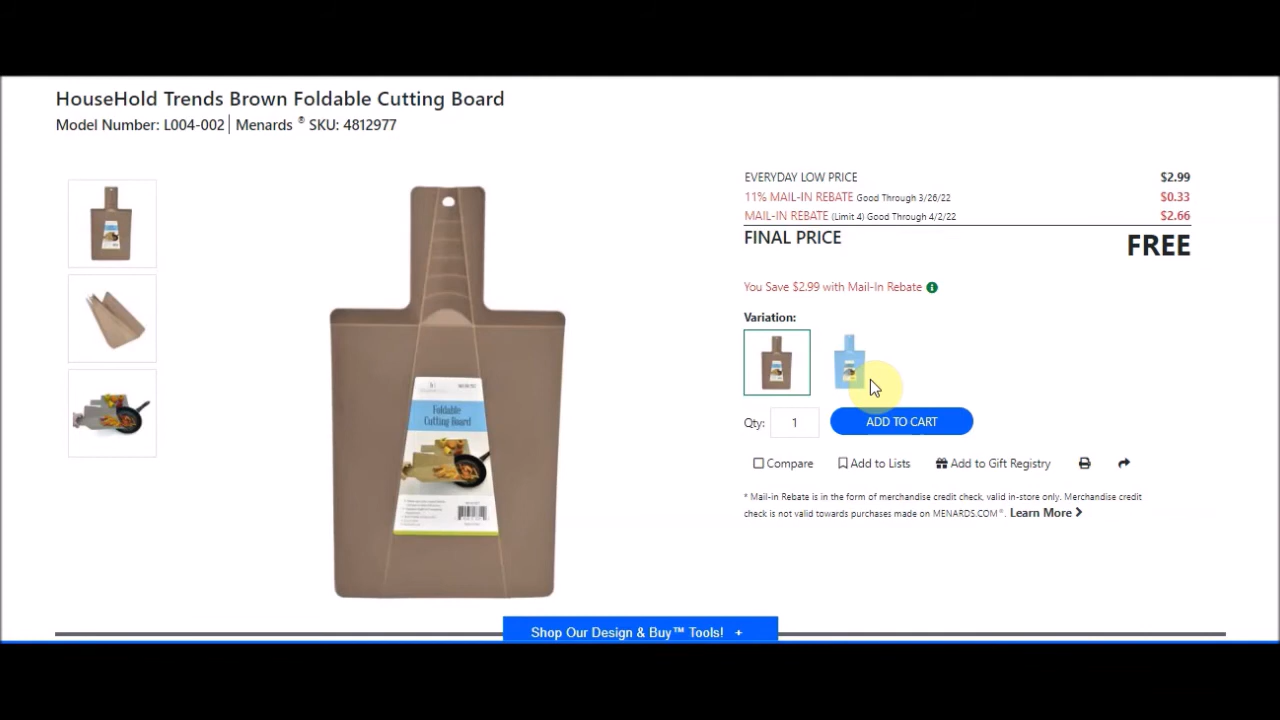 HouseHold Trends Brown Foldable Cutting Board
Model Number: L004-002 | Menards ® SKU: 4812977
EVERYDAY LOW PRICE $2.99
11% MAIL-IN REBATE Good Through 3/26/22 $0.33
MAIL-IN REBATE (Limit 4) Good Through 4/2/22 $2.66
FINAL PRICE FREE
You Save $2.99 with Mail-In Rebate
Variation:
Qty: 1 ADD TO CART
Compare Add to Lists Add to Gift Registry
* Mail-in Rebate is in the form of merchandise credit check, valid in-store only. Merchandise credit
check is not valid towards purchases made on MENARDS.COM®. Learn More
Foldable
Cutting Board
Shop Our Design & Buy™ Tools! +